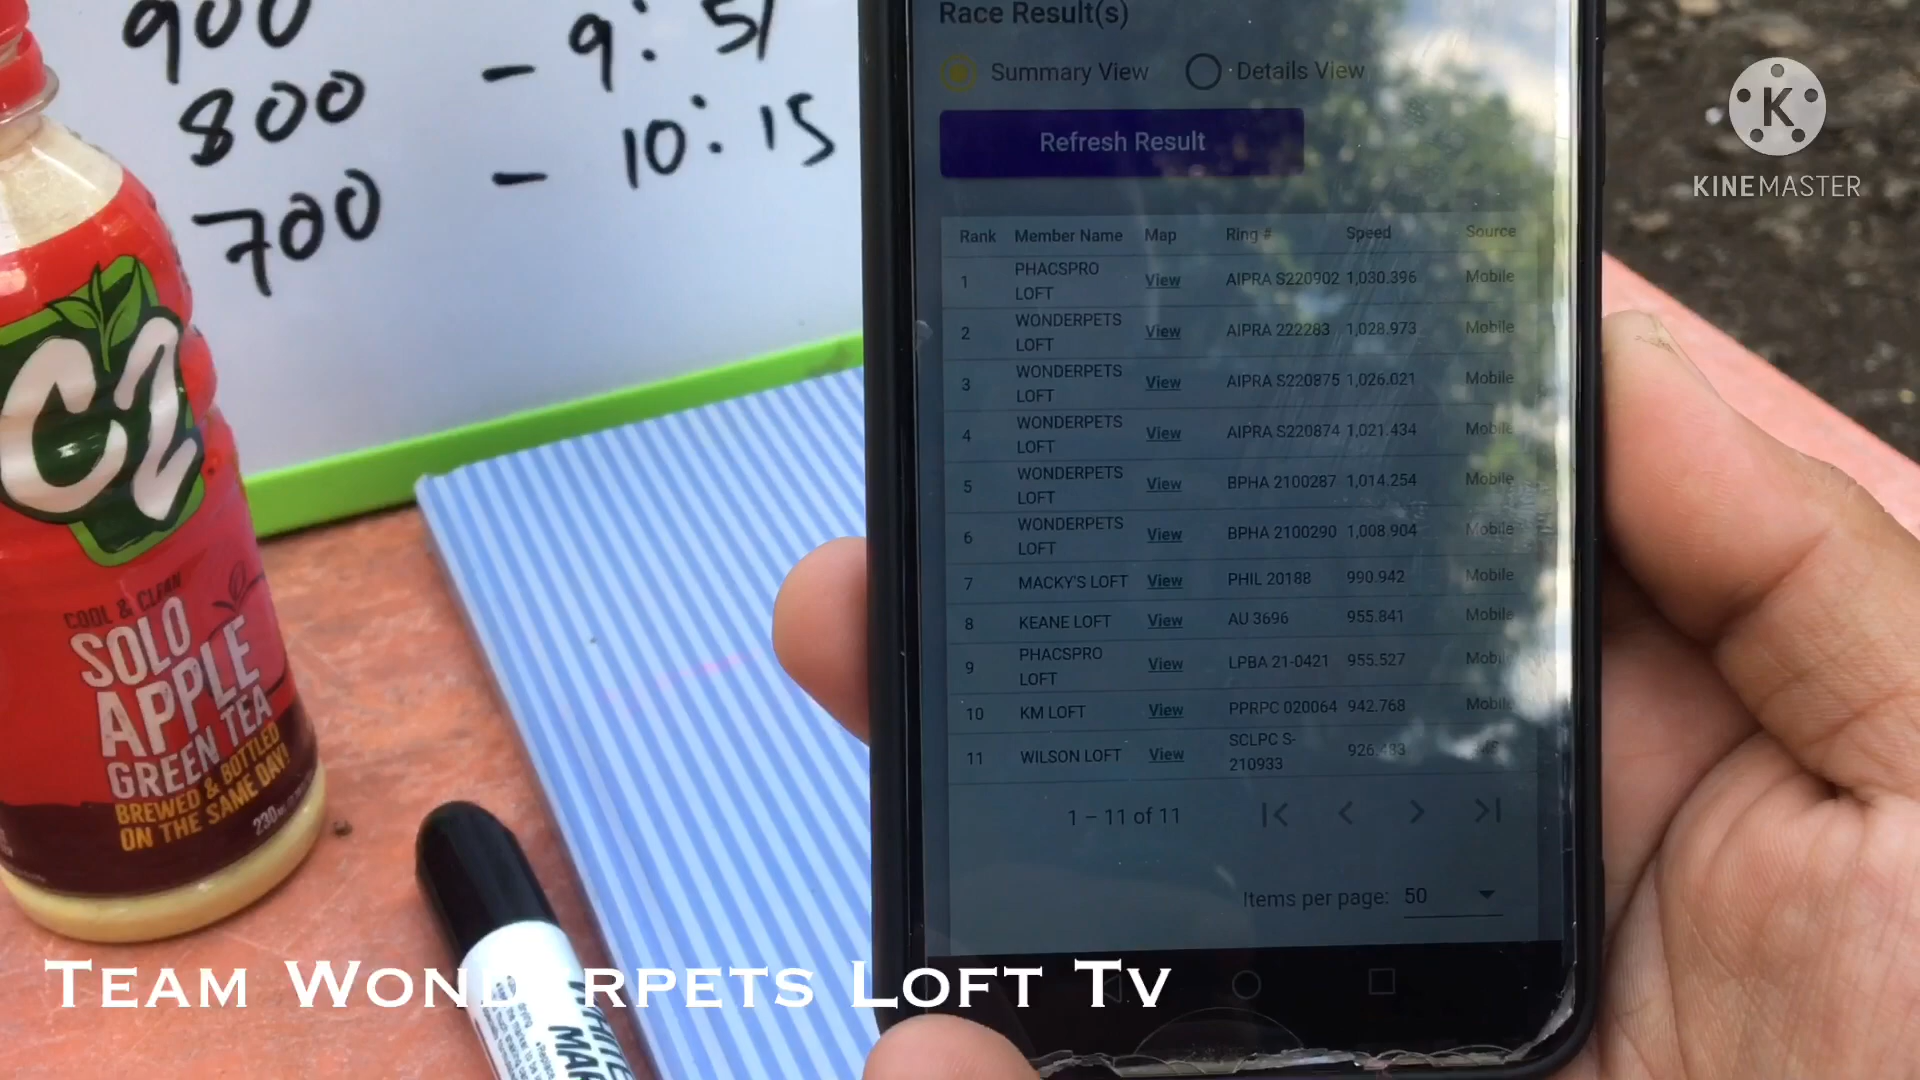 900 - 9:51
800 - 10:15
700 -
C2
COOL & CLEAN
SOLO
APPLE
GREEN TEA
BREWED & BOTTLED
ON THE SAME DAY!
230
Race Result(s)
Summary View Details View
Refresh Result
Rank Member Name Map Ring # Speed Source
1 PHACSPRO LOFT View AIPRA S220902 1,030.396 Mobile
2 WONDERPETS LOFT View AIPRA 222283 1,028.973 Mobile
3 WONDERPETS LOFT View AIPRA S220875 1,026.021 Mobile
4 WONDERPETS LOFT View AIPRA S220874 1,021.434 Mobile
5 WONDERPETS LOFT View BPHA 2100287 1,014.254 Mobile
6 WONDERPETS LOFT View BPHA 2100290 1,008.904 Mobile
7 MACKY'S LOFT View PHIL 20188 990.942 Mobile
8 KEANE LOFT View AU 3696 955.841 Mobile
9 PHACSPRO LOFT View LPBA 21-0421 955.527 Mobile
10 KM LOFT View PPRPC 020064 942.768 Mobile
11 WILSON LOFT View SCLPC S-210933 926.433
1 – 11 of 11
Items per page: 50
K
KINEMASTER
TEAM WONDERPETS LOFT TV